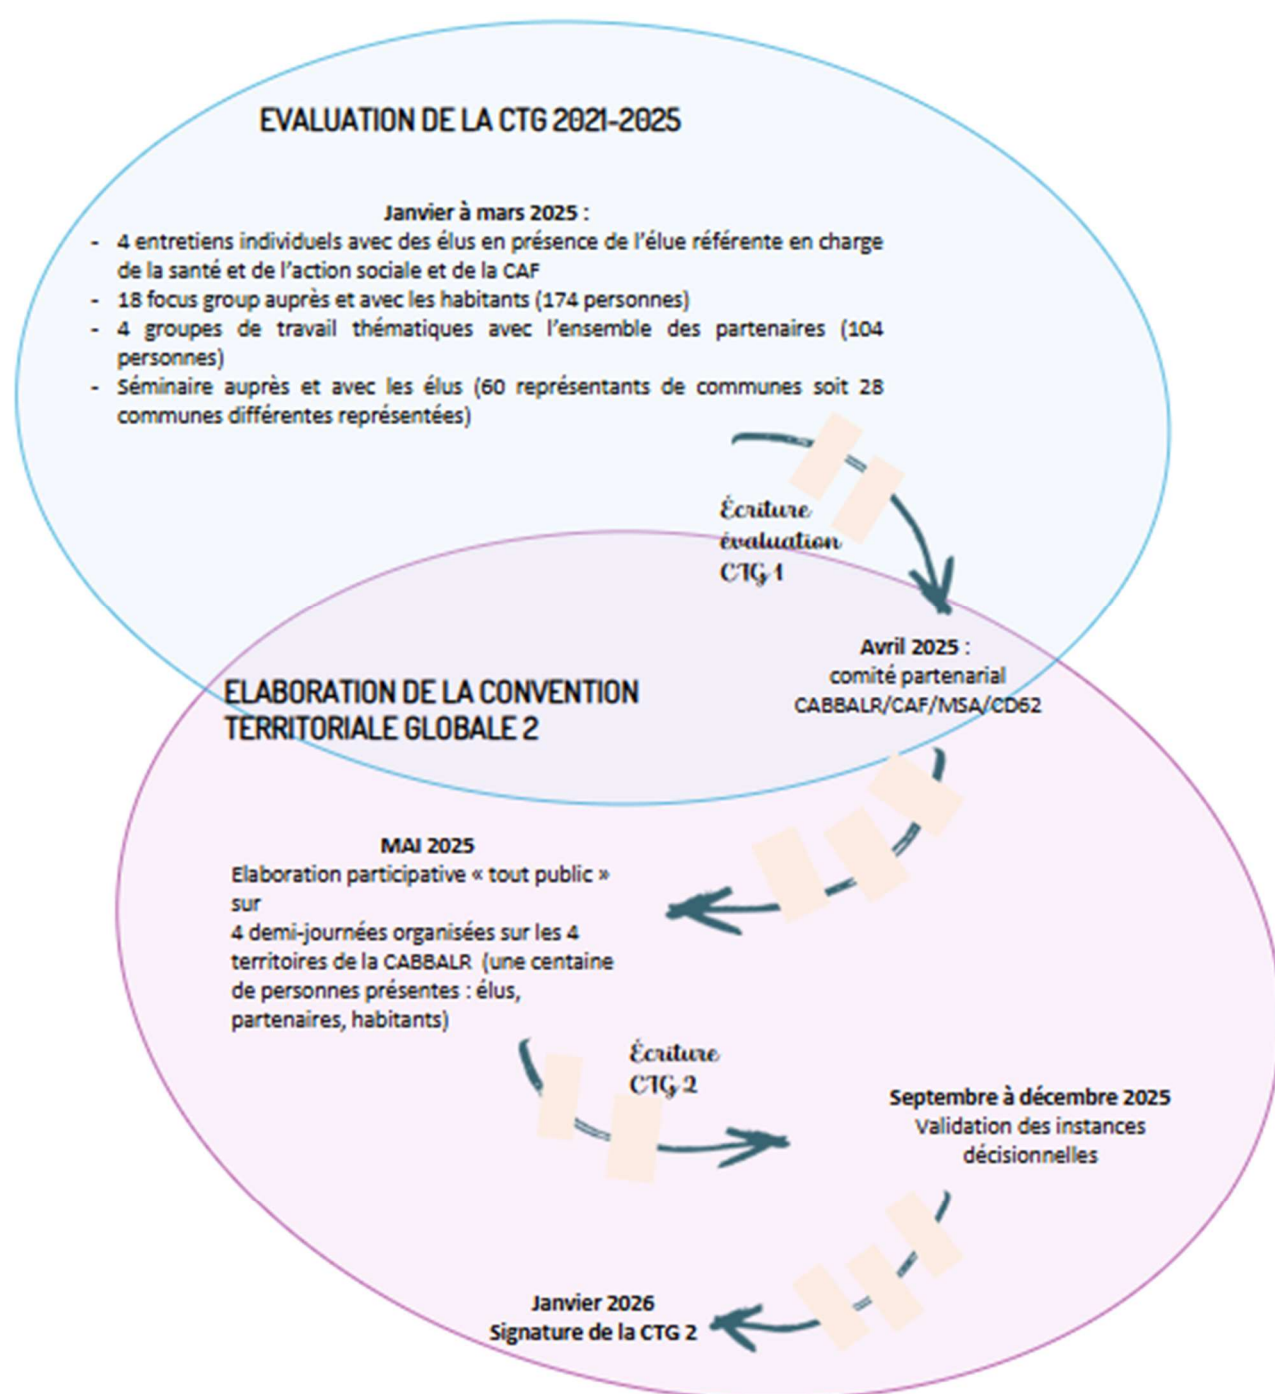 EVALUATION DE LA CTG 2021-2025
Janvier à mars 2025 :
- 4 entretiens individuels avec des élus en présence de l'élue référente en charge
de la santé et de l'action sociale et de la CAF
- 18 focus group auprès et avec les habitants (174 personnes)
- 4 groupes de travail thématiques avec l'ensemble des partenaires (104
personnes)
- Séminaire auprès et avec les élus (60 représentants de communes soit 28
communes différentes représentées)
Écriture
évaluation
CTG 1
Avril 2025 :
comité partenarial
CABBALR/CAF/MSA/CD62
ELABORATION DE LA CONVENTION
TERRITORIALE GLOBALE 2
MAI 2025
Elaboration participative « tout public »
sur
4 demi-journées organisées sur les 4
territoires de la CABBALR (une centaine
de personnes présentes : élus,
partenaires, habitants)
Écriture
CTG 2
Septembre à décembre 2025
Validation des instances
décisionnelles
Janvier 2026
Signature de la CTG 2